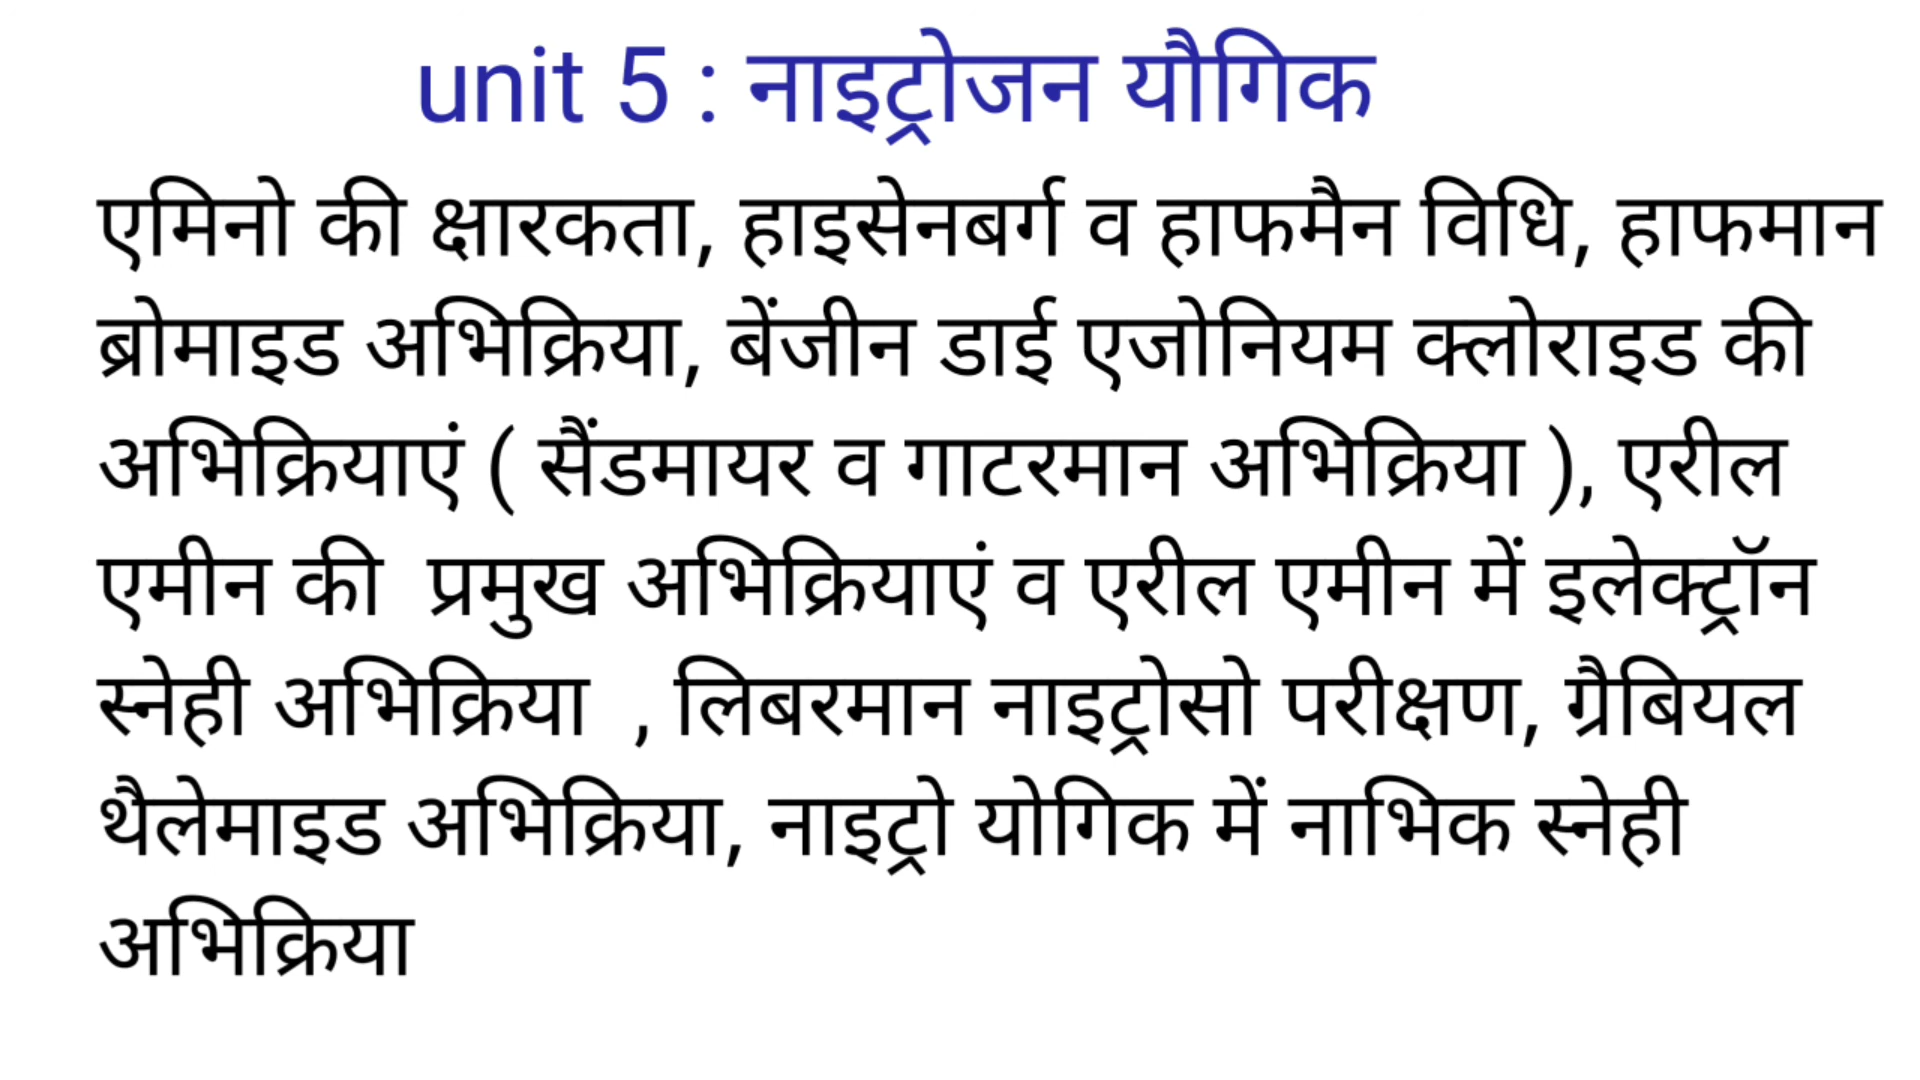 unit 5 : नाइट्रोजन यौगिक
एमिनो की क्षारकता, हाइसेनबर्ग व हाफमैन विधि, हाफमान
ब्रोमाइड अभिक्रिया, बेंजीन डाई एजोनियम क्लोराइड की
अभिक्रियाएं ( सैंडमायर व गाटरमान अभिक्रिया ), एरील
एमीन की  प्रमुख अभिक्रियाएं व एरील एमीन में इलेक्ट्रॉन
स्नेही अभिक्रिया  , लिबरमान नाइट्रोसो परीक्षण, ग्रैबियल
थैलेमाइड अभिक्रिया, नाइट्रो योगिक में नाभिक स्नेही
अभिक्रिया